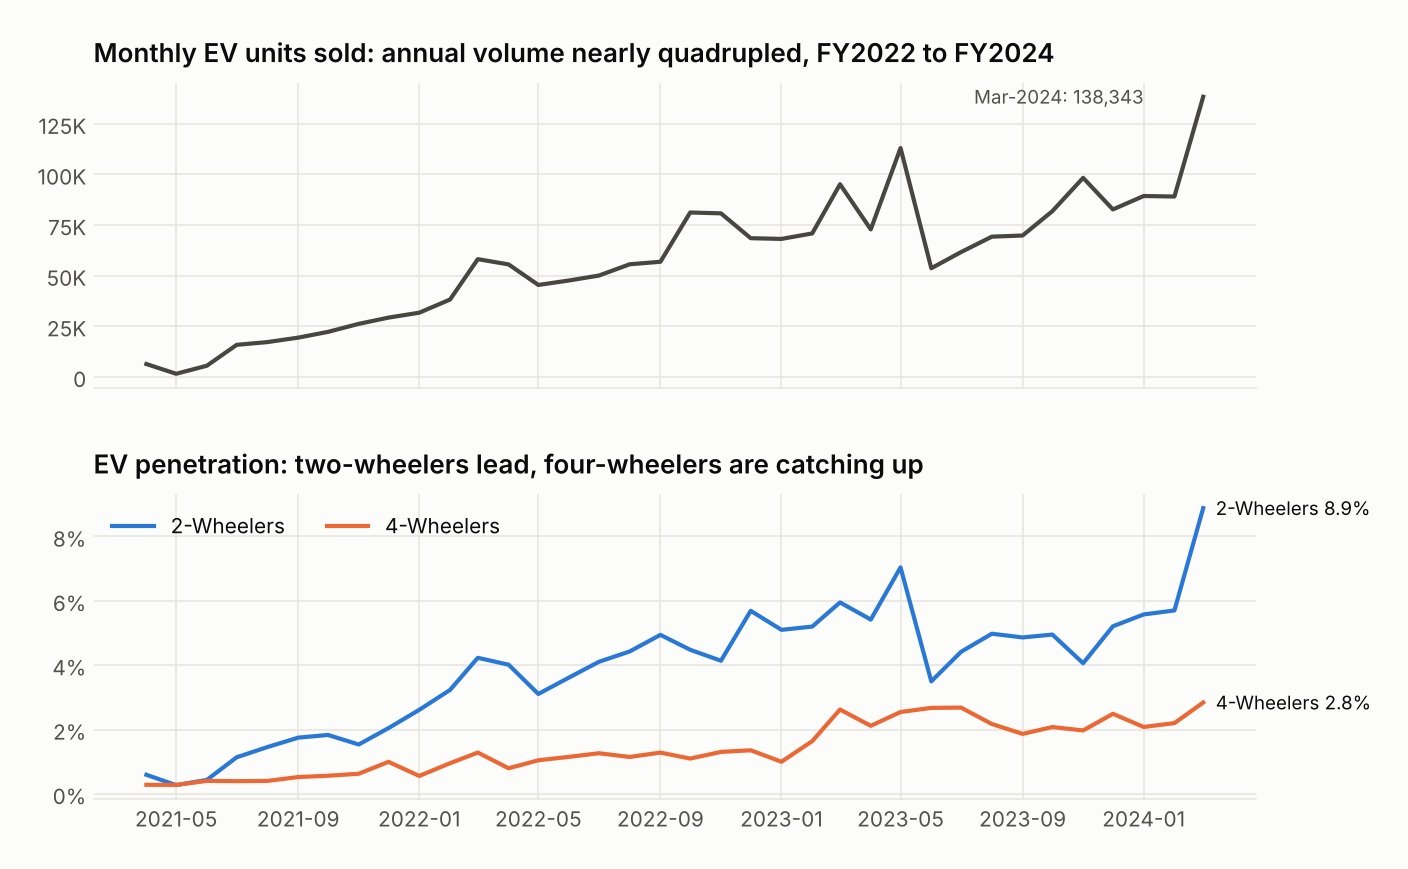 Monthly EV units sold: annual volume nearly quadrupled, FY2022 to FY2024
Mar-2024: 138,343
125K
100K
75K
50K
25K
0
EV penetration: two-wheelers lead, four-wheelers are catching up
2-Wheelers 4-Wheelers
2-Wheelers 8.9%
8%
6%
4%
4-Wheelers 2.8%
2%
0%
2021-05 2021-09 2022-01 2022-05 2022-09 2023-01 2023-05 2023-09 2024-01